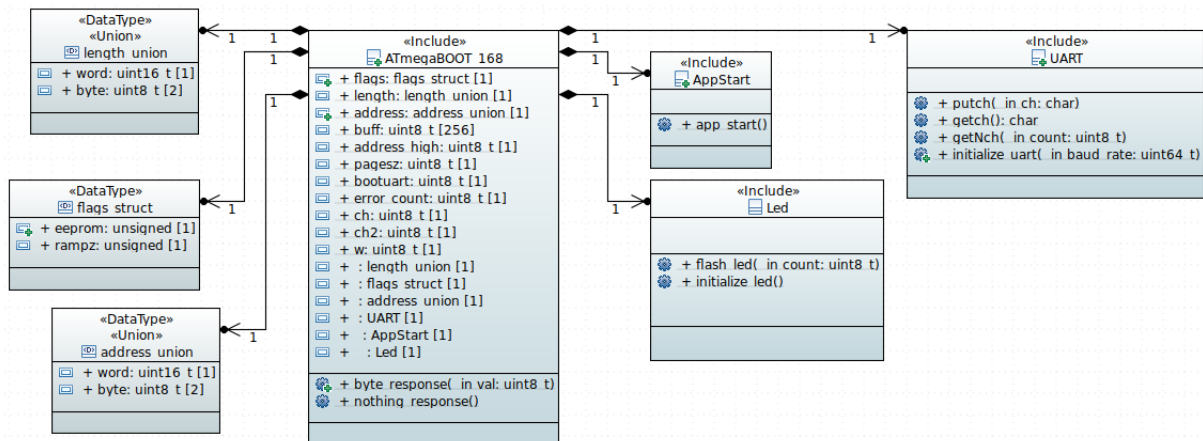 «DataType»
«Union»
length_union
+ word: uint16_t [1]
+ byte: uint8_t [2]
1
1
«DataType»
flags_struct
+ eeprom: unsigned [1]
+ rampz: unsigned [1]
1
1
«DataType»
«Union»
address_union
+ word: uint16_t [1]
+ byte: uint8_t [2]
1
1
«Include»
ATmegaBOOT_168
+ flags: flags_struct [1]
+ length: length_union [1]
+ address: address_union [1]
+ buff: uint8_t [256]
+ address_high: uint8_t [1]
+ pagesz: uint8_t [1]
+ bootuart: uint8_t [1]
+ error_count: uint8_t [1]
+ ch: uint8_t [1]
+ ch2: uint8_t [1]
+ w: uint8_t [1]
+ : length_union [1]
+ : flags_struct [1]
+ : address_union [1]
+ : UART [1]
+ : AppStart [1]
+ : Led [1]
+ byte_response( in val: uint8_t)
+ nothing_response()
1
1
«Include»
AppStart
+ app_start()
1
1
«Include»
Led
+ flash_led( in count: uint8_t)
+ initialize_led()
1
1
«Include»
UART
+ putch( in ch: char)
+ getch(): char
+ getNch( in count: uint8_t)
+ initialize_uart( in baud_rate: uint64_t)